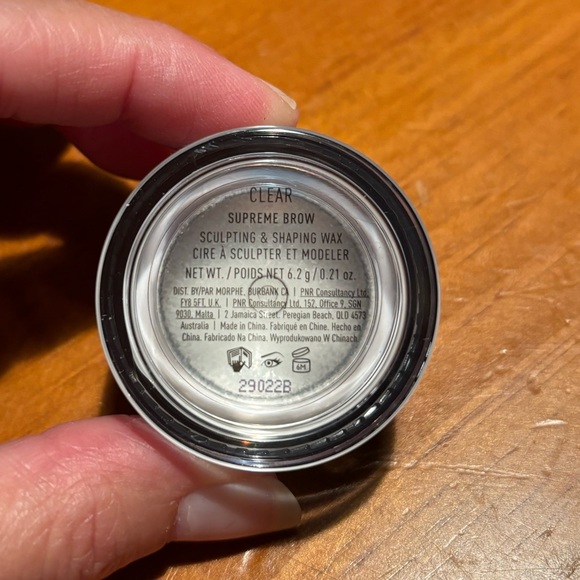 CLEAR
SUPREME BROW
SCULPTING & SHAPING WAX
CIRE À SCULPTER ET MODELER
NET WT. / POIDS NET 6.2 g / 0.21 oz.
DIST. BY/PAR MORPHE, BURBANK CA | PNR Consultancy Ltd,
FY8 5FT, U.K. | PNR Consultancy Ltd, 152, Office 9, SGN
9030, Malta | 2 Jamaica Street, Peregian Beach, QLD 4573
Australia | Made in China. Fabriqué en Chine. Hecho en
China. Fabricado No China. Wyprodukowano W Chinach.
6M
29022B